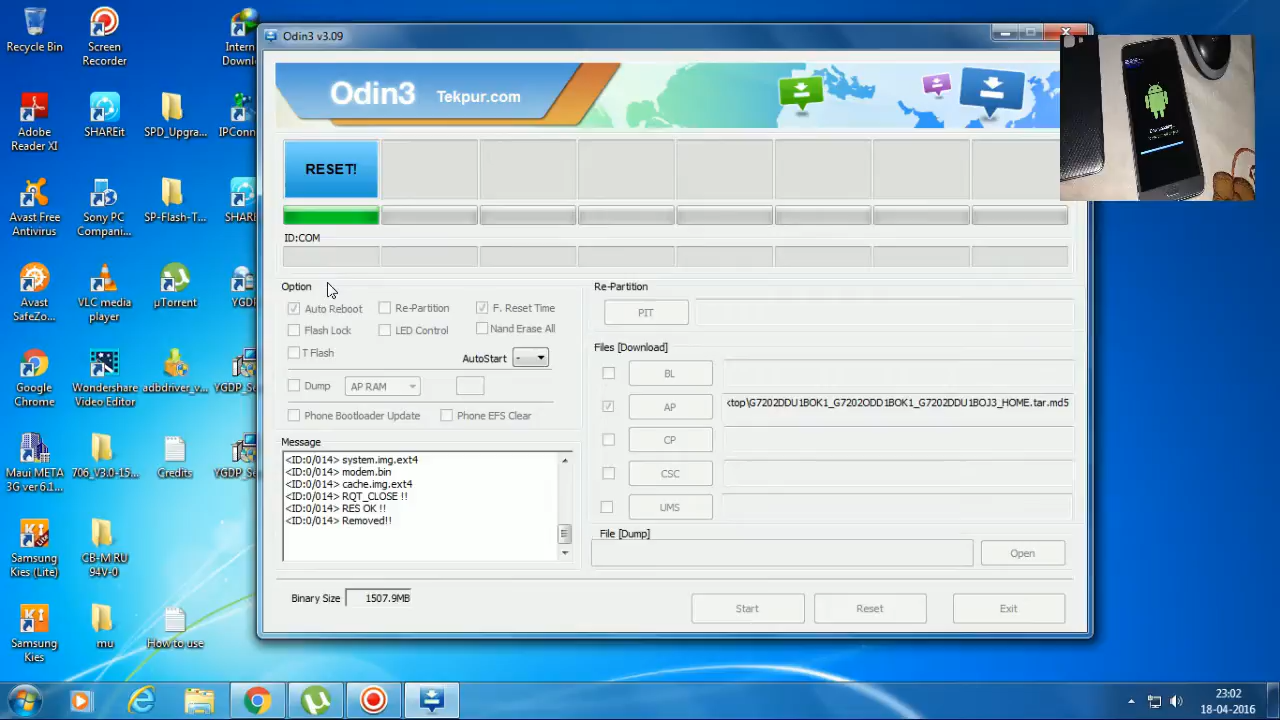 Recycle Bin
Screen
Recorder
Intern
Downl
Adobe
Reader XI
SHAREit
SPD_Upgra...
IPConn
Avast Free
Antivirus
Sony PC
Compani...
SP-Flash-T...
SHARE
Avast
SafeZo...
VLC media
player
µTorrent
YGDP
Google
Chrome
Wondershare
Video Editor
adbdriver_v...
YGDP_Se
Maui META
3G ver6.1...
706_V3.0-15...
Credits
YGDP_Se
Samsung
Kies (Lite)
CB-M RU
94V-0
Samsung
Kies
mu
How to use
Odin3 v3.09
Odin3 Tekpur.com
RESET!
ID:COM
Option
Auto Reboot
Re-Partition
F. Reset Time
Flash Lock
LED Control
Nand Erase All
T Flash
AutoStart -
Dump
AP RAM
Phone Bootloader Update
Phone EFS Clear
Message
<ID:0/014> system.img.ext4
<ID:0/014> modem.bin
<ID:0/014> cache.img.ext4
<ID:0/014> RQT_CLOSE !!
<ID:0/014> RES OK !!
<ID:0/014> Removed!!
Binary Size 1507.9MB
Re-Partition
PIT
Files [Download]
BL
AP
ktop\G7202DDU1BOK1_G7202ODD1BOK1_G7202DDU1BOJ3_HOME.tar.md5
CP
CSC
UMS
File [Dump]
Open
Start
Reset
Exit
23:02
18-04-2016